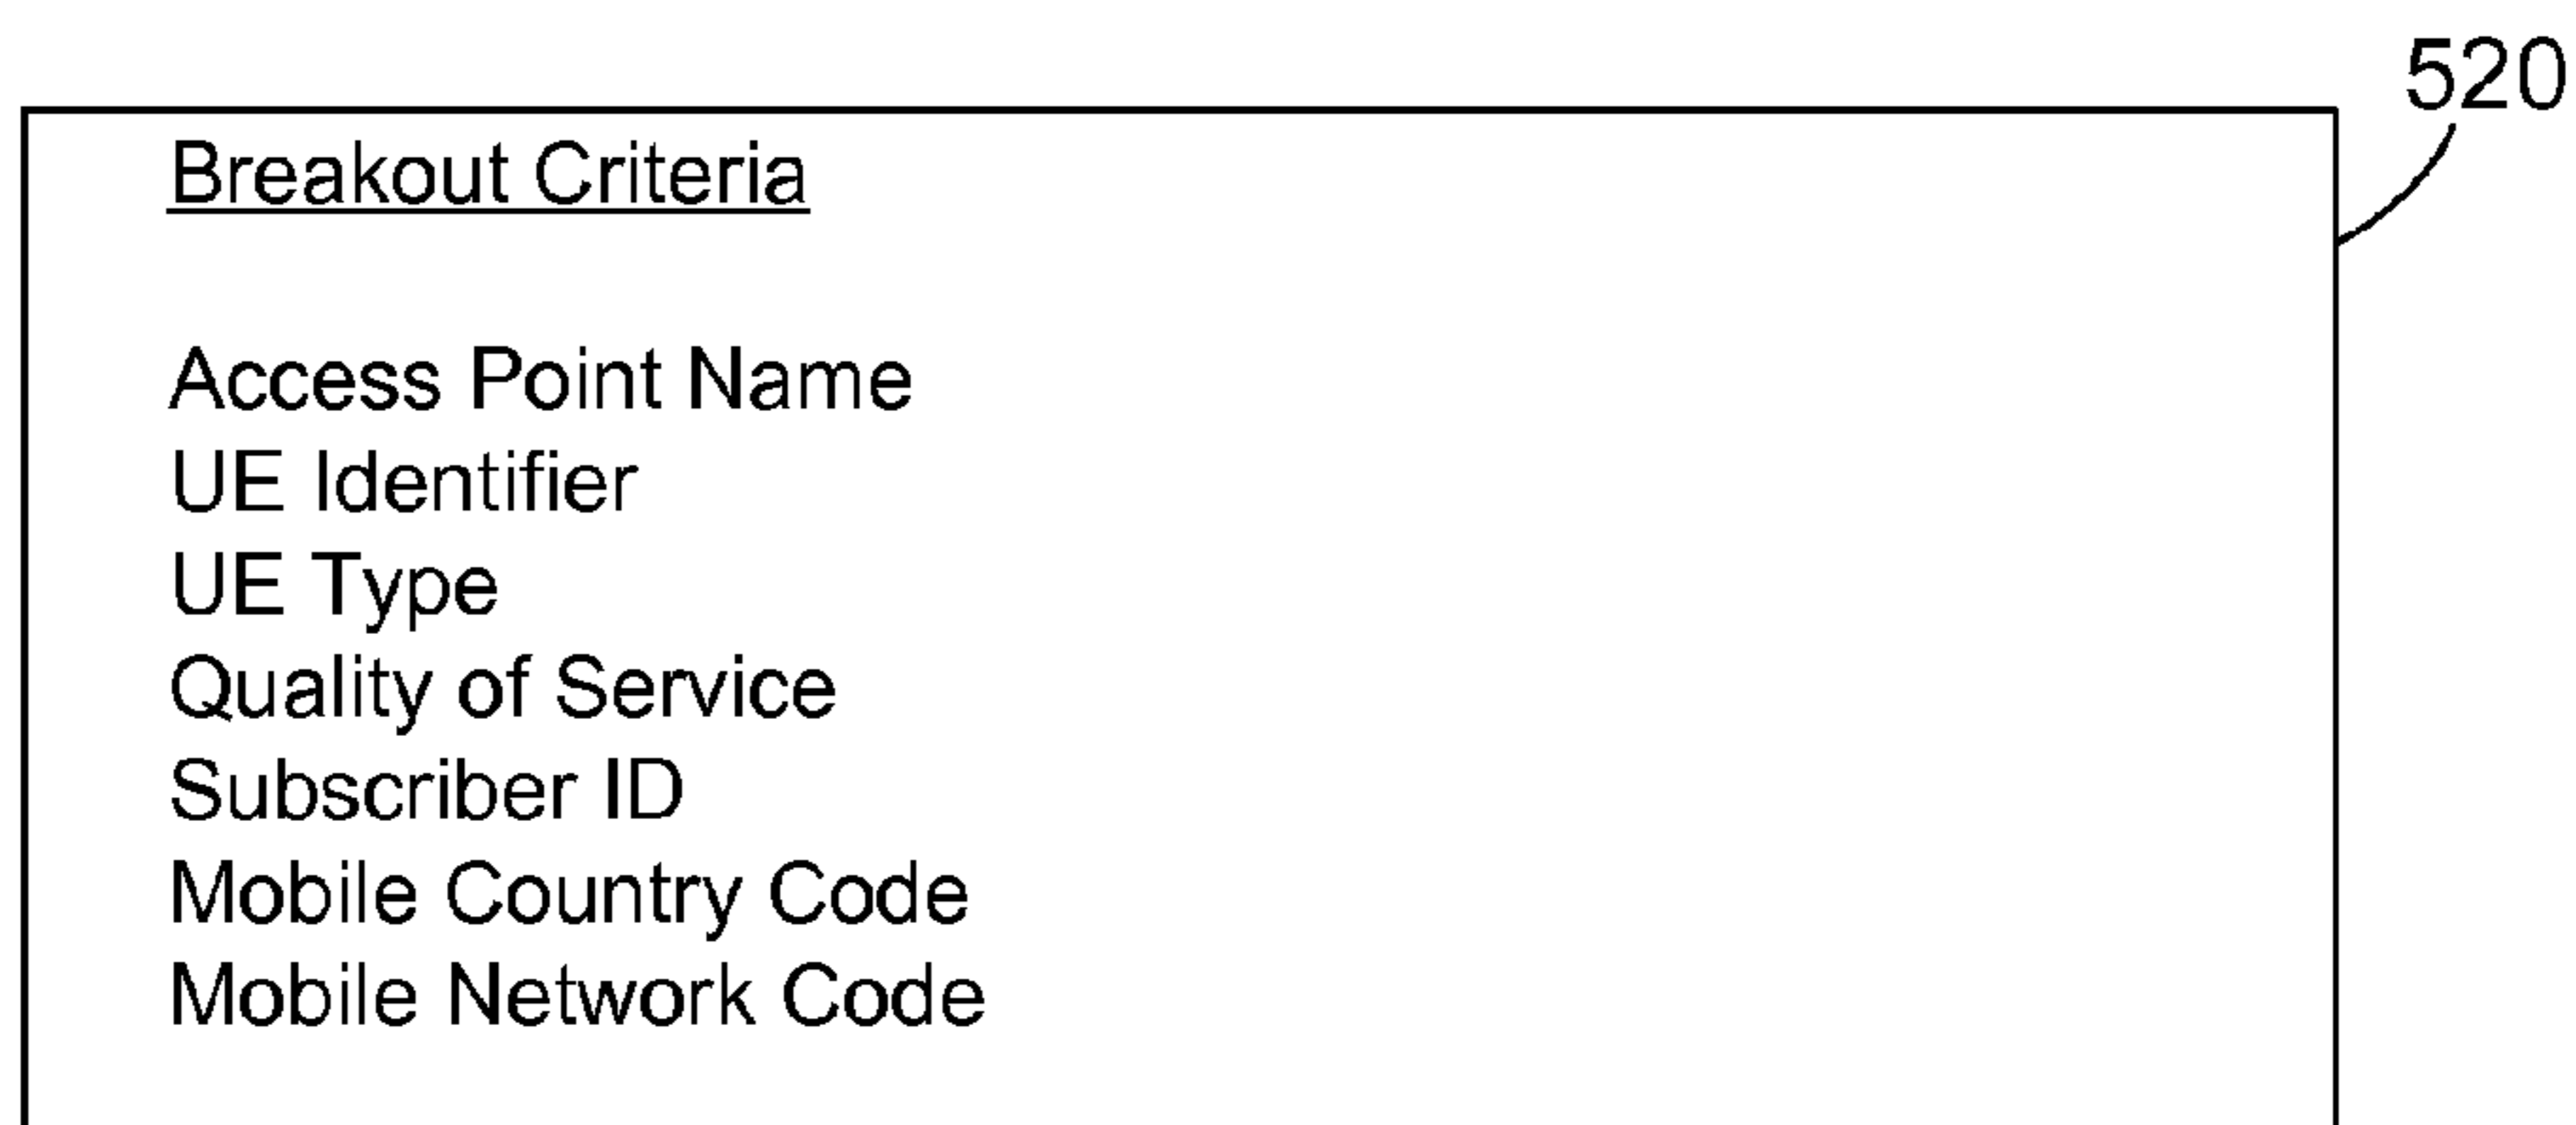 520
Breakout Criteria
Access Point Name
UE Identifier
UE Type
Quality of Service
Subscriber ID
Mobile Country Code
Mobile Network Code